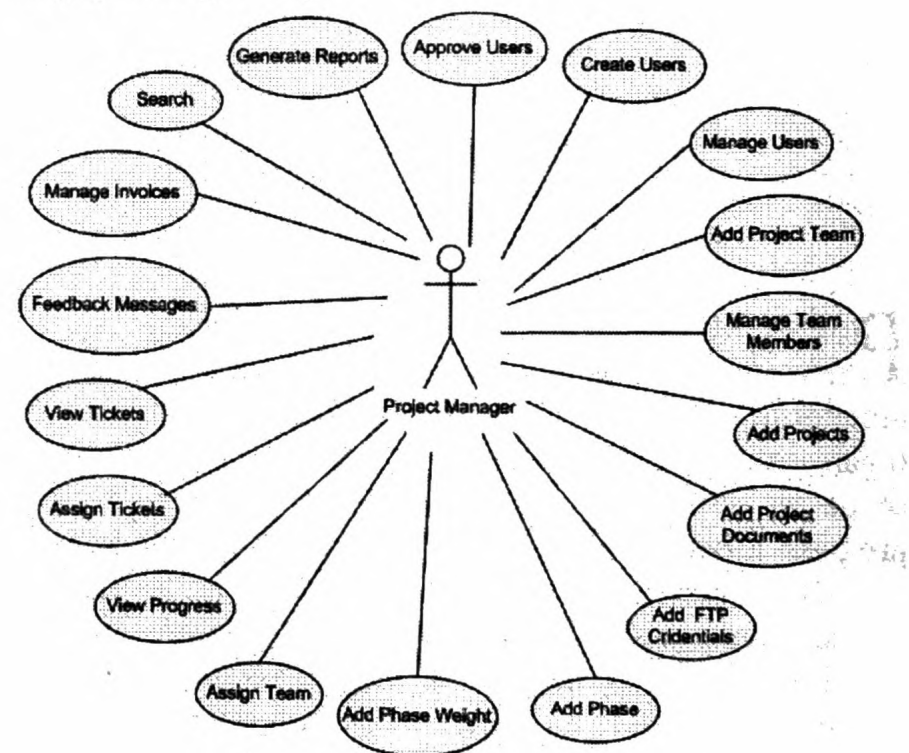 Generate Reports
Approve Users
Create Users
Search
Manage Users
Manage Invoices
Add Project Team
Feedback Messages
Manage Team
Members
View Tickets
Project Manager
Add Projects
Assign Tickets
Add Project
Documents
View Progress
Add FTP
Cridentials
Assign Team
Add Phase Weight
Add Phase